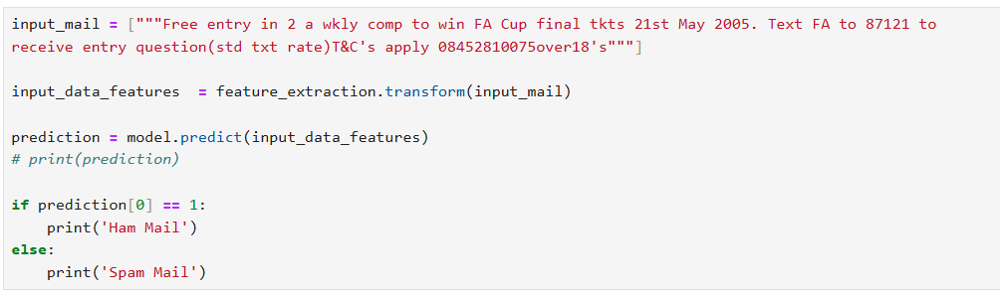 input_mail = ["""Free entry in 2 a wkly comp to win FA Cup final tkts 21st May 2005. Text FA to 87121 to
receive entry question(std txt rate)T&C's apply 08452810075over18's"""]
input_data_features  = feature_extraction.transform(input_mail)
prediction = model.predict(input_data_features)
# print(prediction)
if prediction[0] == 1:
    print('Ham Mail')
else:
    print('Spam Mail')